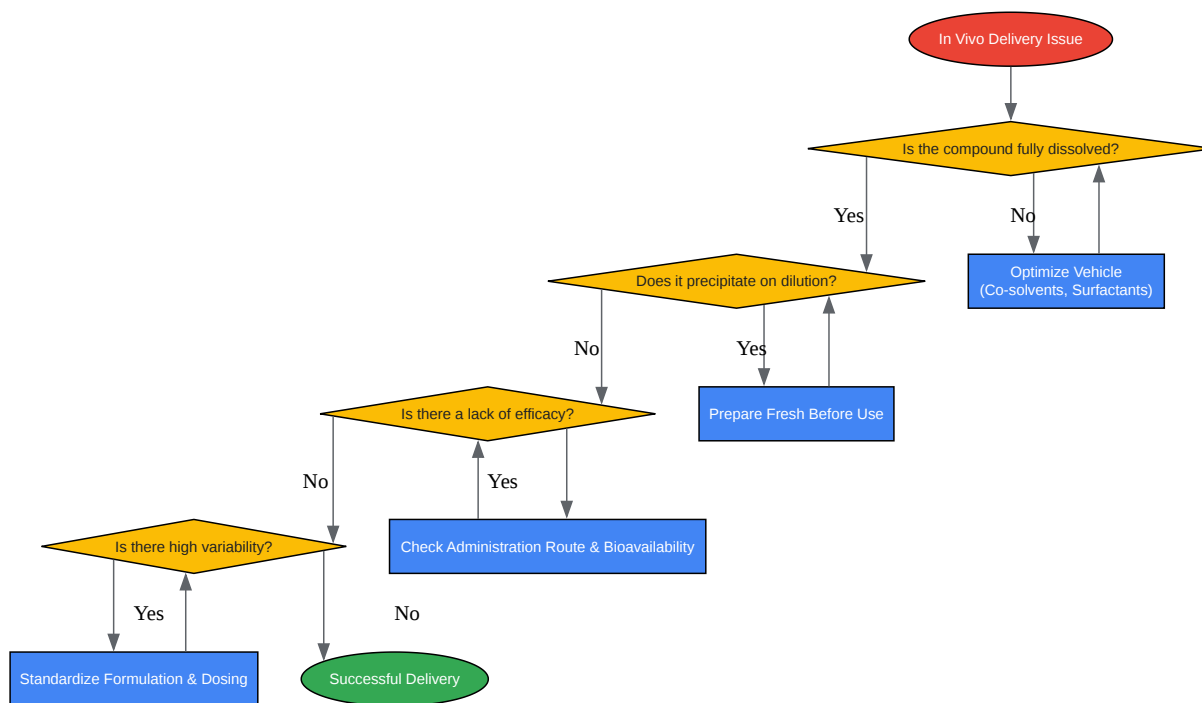 In Vivo Delivery Issue
Is the compound fully dissolved?
Yes
No
Optimize Vehicle
(Co-solvents, Surfactants)
Does it precipitate on dilution?
No
Yes
Prepare Fresh Before Use
Is there a lack of efficacy?
No
Yes
Check Administration Route & Bioavailability
Is there high variability?
Yes
No
Standardize Formulation & Dosing
Successful Delivery